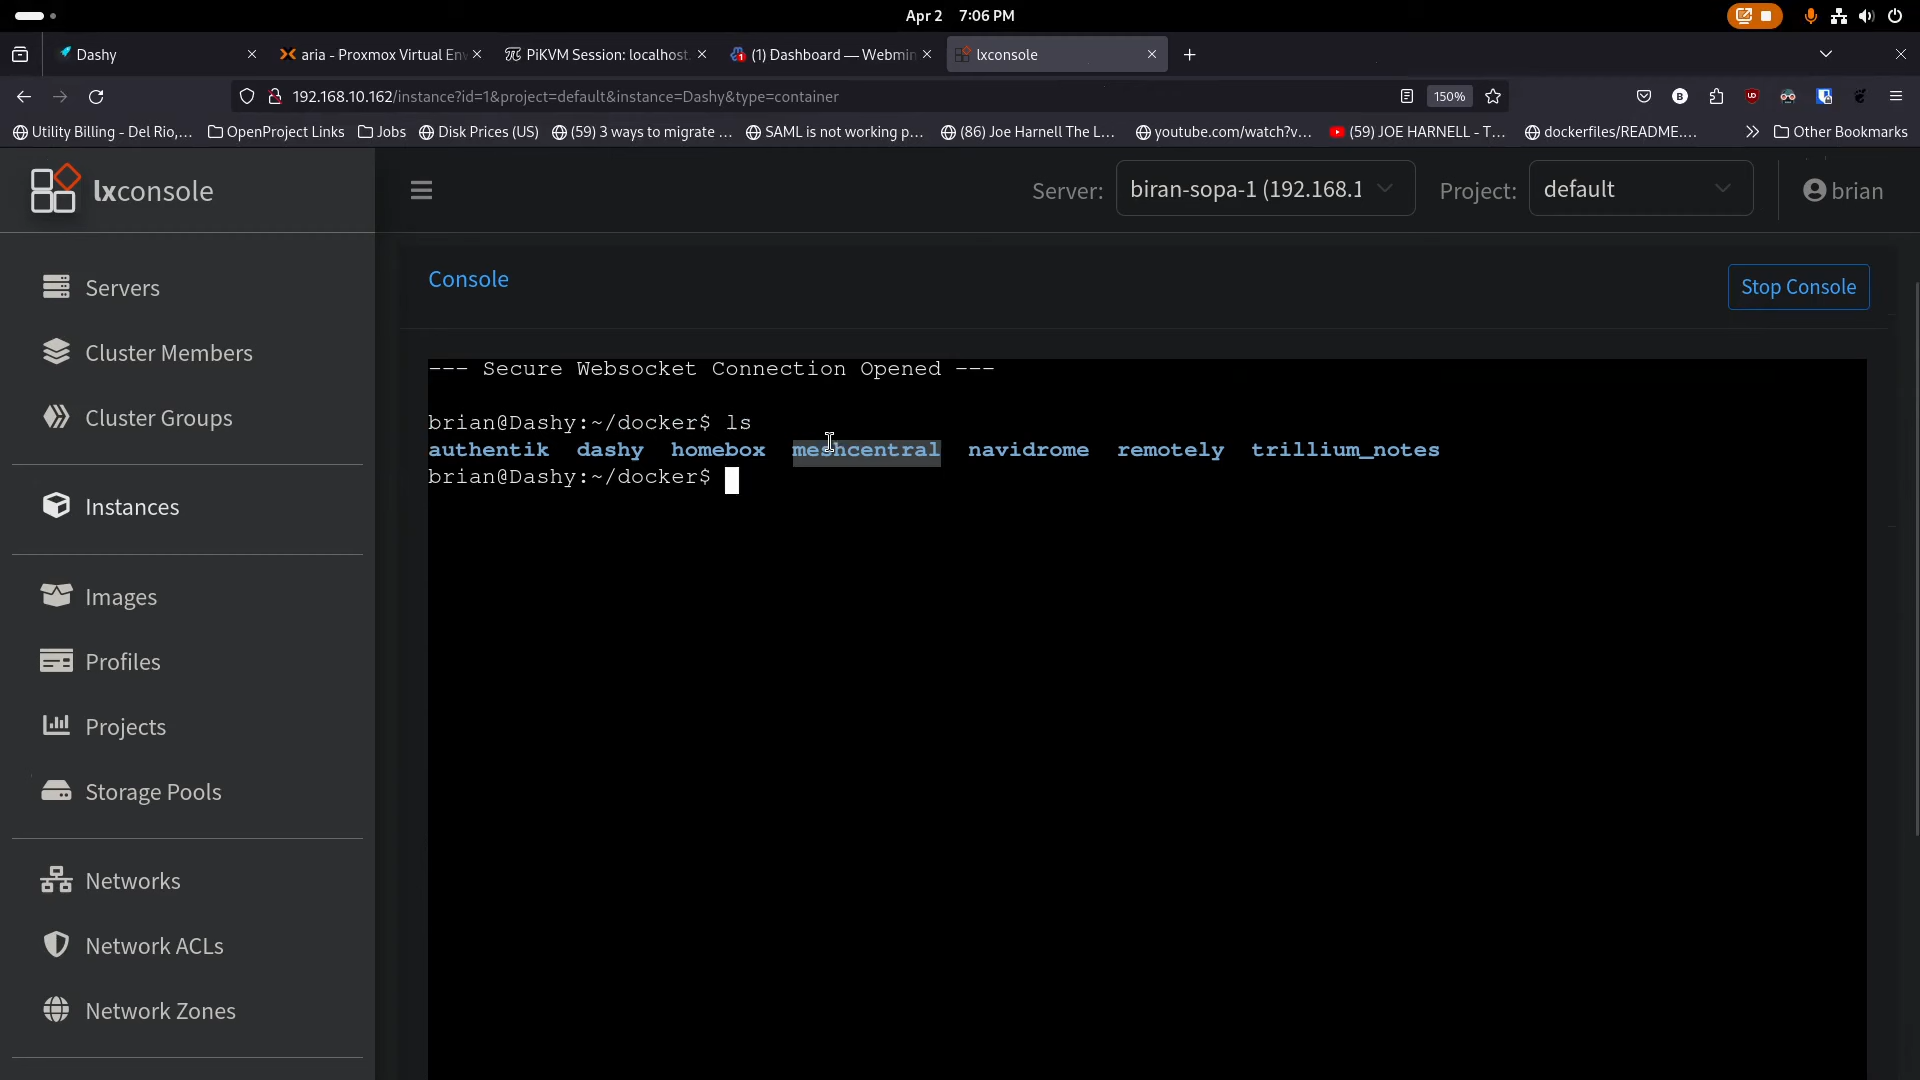 Apr 2 7:06 PM
Dashy
aria - Proxmox Virtual En
PiKVM Session: localhost
(1) Dashboard — Webmin
lxconsole
192.168.10.162/instance?id=1&project=default&instance=Dashy&type=container
150%
Utility Billing - Del Rio,...
OpenProject Links
Jobs
Disk Prices (US)
(59) 3 ways to migrate ...
SAML is not working p...
(86) Joe Harnell The L...
youtube.com/watch?v...
(59) JOE HARNELL - T...
dockerfiles/README....
Other Bookmarks
lxconsole
Server:
biran-sopa-1 (192.168.1
Project:
default
brian
Servers
Cluster Members
Cluster Groups
Instances
Images
Profiles
Projects
Storage Pools
Networks
Network ACLs
Network Zones
Console
Stop Console
--- Secure Websocket Connection Opened ---
brian@Dashy:~/docker$ ls
authentik dashy homebox meshcentral navidrome remotely trillium_notes
brian@Dashy:~/docker$